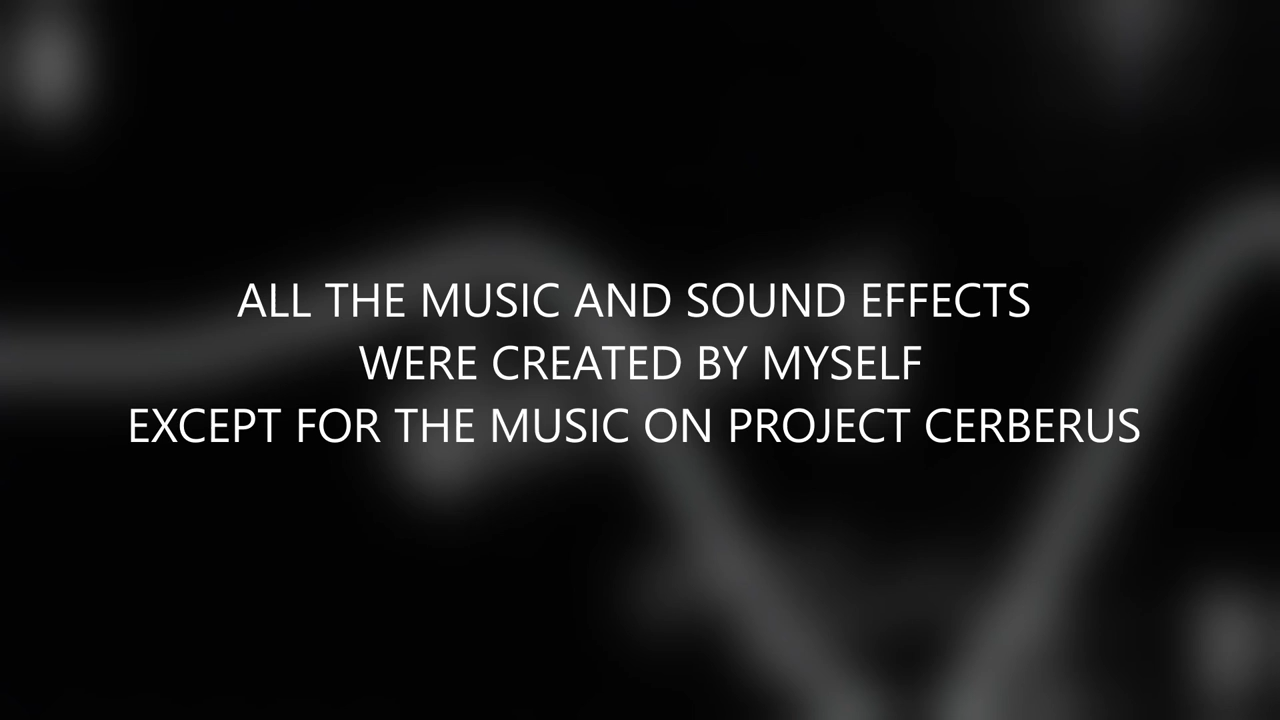 ALL THE MUSIC AND SOUND EFFECTS
WERE CREATED BY MYSELF
EXCEPT FOR THE MUSIC ON PROJECT CERBERUS